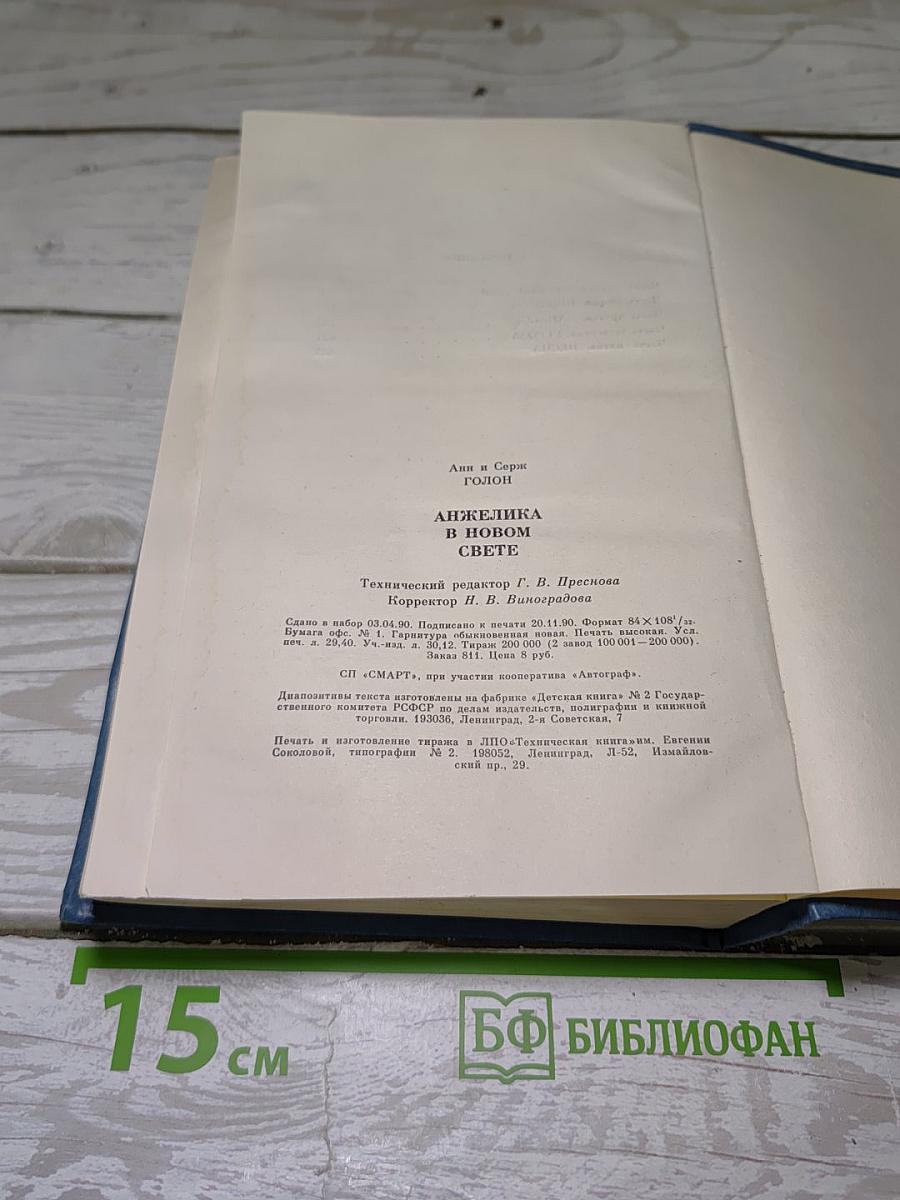 Анн и Серж
ГОЛОН
АНЖЕЛИКА
В НОВОМ
СВЕТЕ
Технический редактор Г. В. Преснова
Корректор Н. В. Виноградова
Сдано в набор 03.04.90. Подписано к печати 20.11.90. Формат 84×108¹/₃₂.
Бумага офс. № 1. Гарнитура обыкновенная новая. Печать высокая. Усл.
печ. л. 29,40. Уч.-изд. л. 30,12. Тираж 200 000 (2 завод 100 001—200 000).
Заказ 811. Цена 8 руб.
СП «СМАРТ», при участии кооператива «Автограф».
Диапозитивы текста изготовлены на фабрике «Детская книга» № 2 Государ-
ственного комитета РСФСР по делам издательств, полиграфии и книжной
торговли. 193036, Ленинград, 2-я Советская, 7
Печать и изготовление тиража в ЛПО«Техническая книга»им. Евгении
Соколовой, типографии № 2. 198052, Ленинград, Л-52, Измайлов-
ский пр., 29.
15 см
БФ БИБЛИОФАН